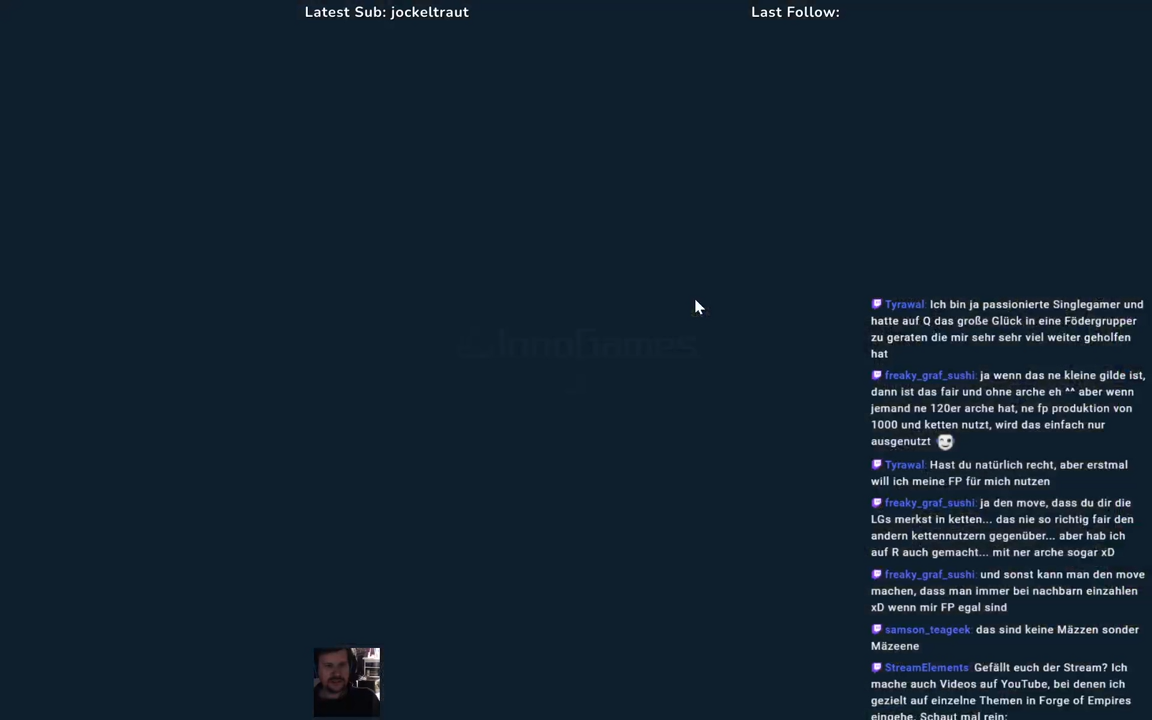 Latest Sub: jockeltraut
Last Follow:
InnoGames
Tyrawal: Ich bin ja passionierte Singlegamer und
hatte auf Q das große Glück in eine Födergrupper
zu geraten die mir sehr sehr viel weiter geholfen
hat
freaky_graf_sushi: ja wenn das ne kleine gilde ist,
dann ist das fair und ohne arche eh ^^ aber wenn
jemand ne 120er arche hat, ne fp produktion von
1000 und ketten nutzt, wird das einfach nur
ausgenutzt
Tyrawal: Hast du natürlich recht, aber erstmal
will ich meine FP für mich nutzen
freaky_graf_sushi: ja den move, dass du dir die
LGs merkst in ketten... das nie so richtig fair den
andern kettennutzern gegenüber... aber hab ich
auf R auch gemacht... mit ner arche sogar xD
freaky_graf_sushi: und sonst kann man den move
machen, dass man immer bei nachbarn einzahlen
xD wenn mir FP egal sind
samson_teageek: das sind keine Mäzzen sonder
Mäzeene
StreamElements: Gefällt euch der Stream? Ich
mache auch Videos auf YouTube, bei denen ich
gezielt auf einzelne Themen in Forge of Empires
eingehe. Schaut mal rein: